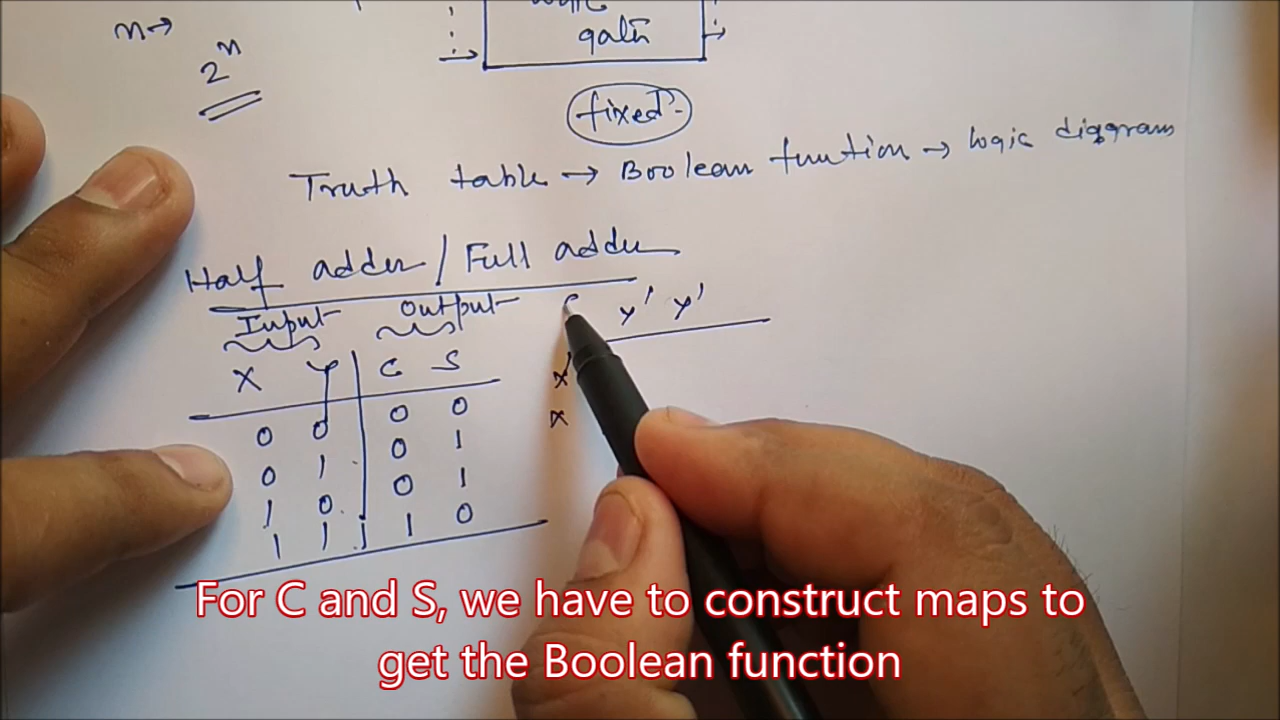 n→
2^n
gates
fixed
Truth table → Boolean function → logic diagrams
Half adder / Full adder
Input Output
X Y C S
0 0 0 0
0 1 0 1
1 0 0 1
1 1 1 0
C y' y'
x'
x
For C and S, we have to construct maps to
get the Boolean function